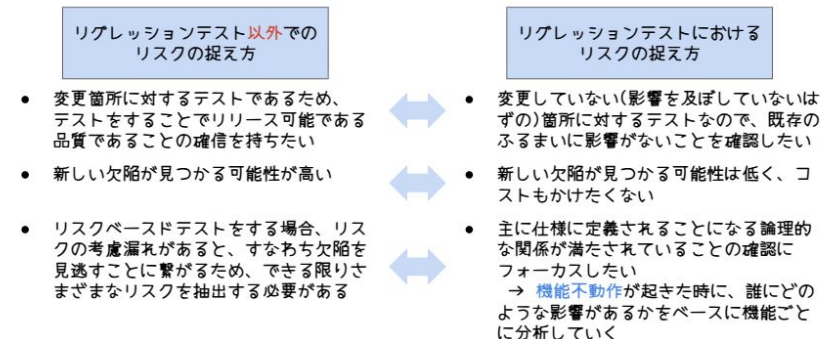 リグレッションテスト以外での
リスクの捉え方
● 変更箇所に対するテストであるため、
テストをすることでリリース可能である
品質であることの確信を持ちたい
● 新しい欠陥が見つかる可能性が高い
● リスクベースドテストをする場合、リス
クの考慮漏れがあると、すなわち欠陥を
見逃すことに繋がるため、できる限りさ
まざまなリスクを抽出する必要がある
リグレッションテストにおける
リスクの捉え方
● 変更していない(影響を及ぼしていないは
ずの)箇所に対するテストなので、既存の
ふるまいに影響がないことを確認したい
● 新しい欠陥が見つかる可能性は低く、コ
ストもかけたくない
● 主に仕様に定義されることになる論理的
な関係が満たされていることの確認に
フォーカスしたい
→ 機能不動作が起きた時に、誰にどの
ような影響があるかをベースに機能ごと
に分析していく